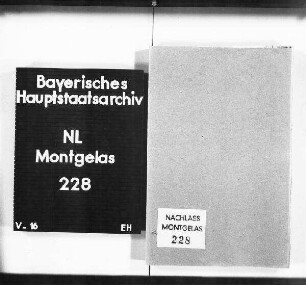 Bayerisches
Hauptstaatsarchiv
NL
Montgelas
228
V- 16 EH
NACHLASS
MONTGELAS
228